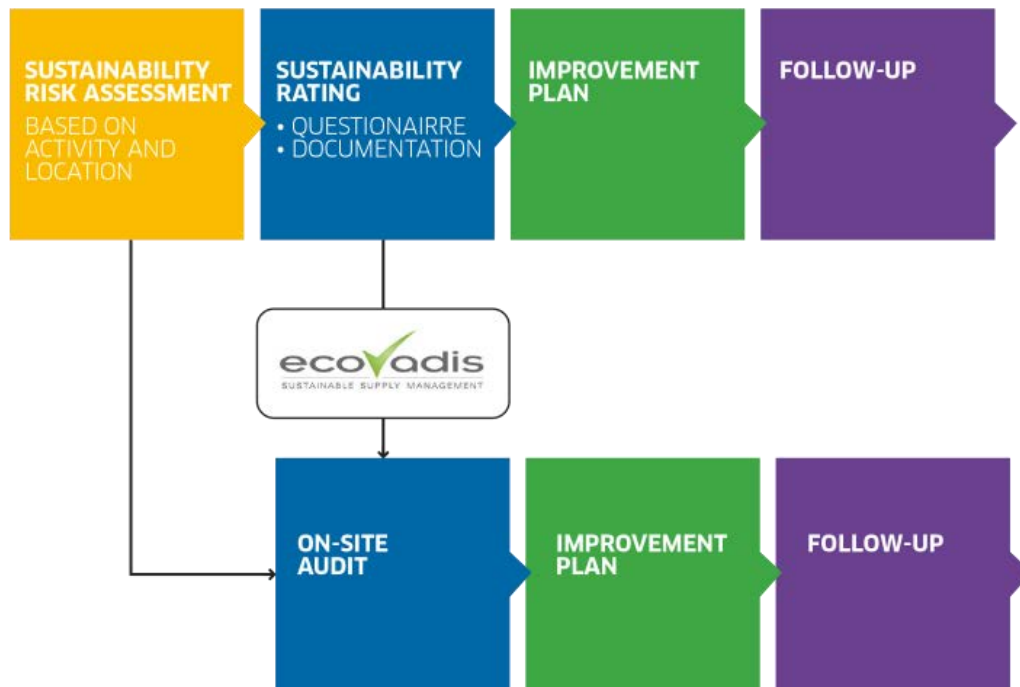 SUSTAINABILITY
RISK ASSESSMENT
BASED ON
ACTIVITY AND
LOCATION
SUSTAINABILITY
RATING
• QUESTIONAIRRE
• DOCUMENTATION
IMPROVEMENT
PLAN
FOLLOW-UP
ecovadis
SUSTAINABLE SUPPLY MANAGEMENT
ON-SITE
AUDIT
IMPROVEMENT
PLAN
FOLLOW-UP